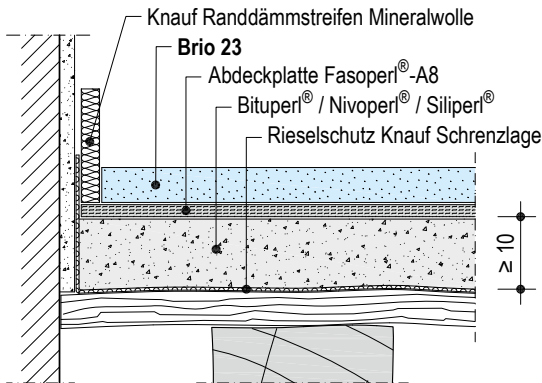 Knauf Randdämmstreifen Mineralwolle
Brio 23
Abdeckplatte Fasoperl®-A8
Bituperl® / Nivoperl® / Siliperl®
Rieselschutz Knauf Schrenzlage
≥ 10